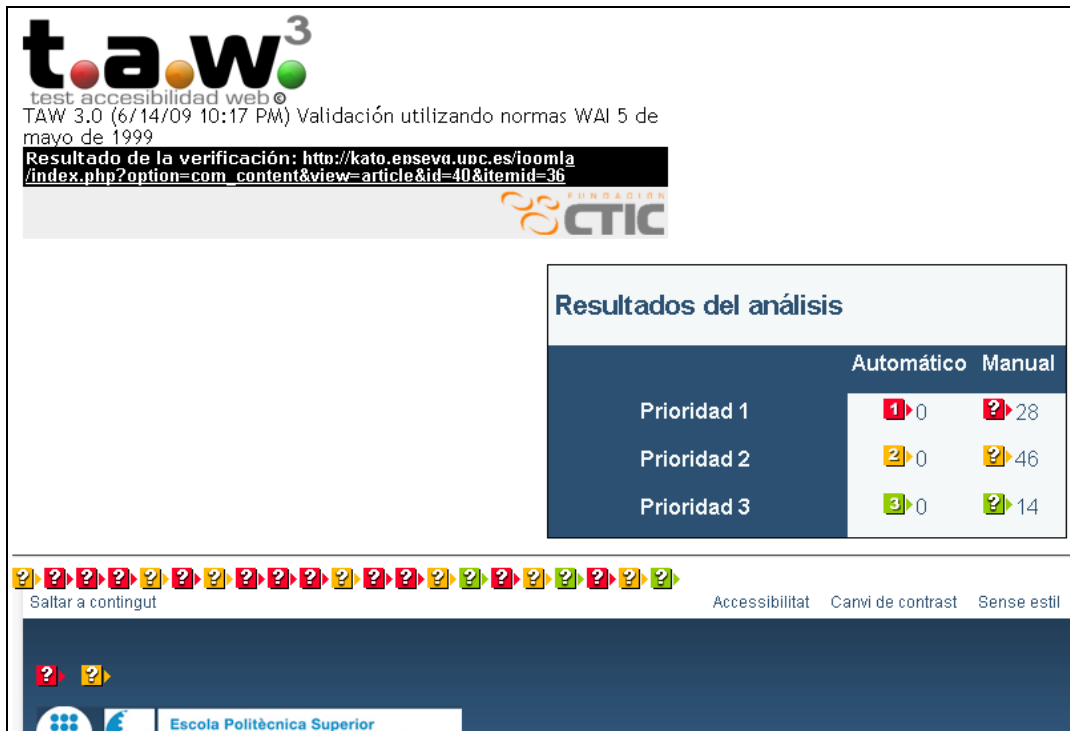 t.a.w.3
test accesibilidad web©
TAW 3.0 (6/14/09 10:17 PM) Validación utilizando normas WAI 5 de
mayo de 1999
Resultado de la verificación: http://kato.epsevg.upc.es/joomla
/index.php?option=com_content&view=article&id=40&itemid=36
FUNDACIÓN
CTIC
Resultados del análisis
Automático Manual
Prioridad 1 1 0 ? 28
Prioridad 2 2 0 ? 46
Prioridad 3 3 0 ? 14
? ? ? ? ? ? ? ? ? ? ? ? ? ? ? ? ? ? ? ? ?
Saltar a contingut Accessibilitat Canvi de contrast Sense estil
? ?
Escola Politècnica Superior